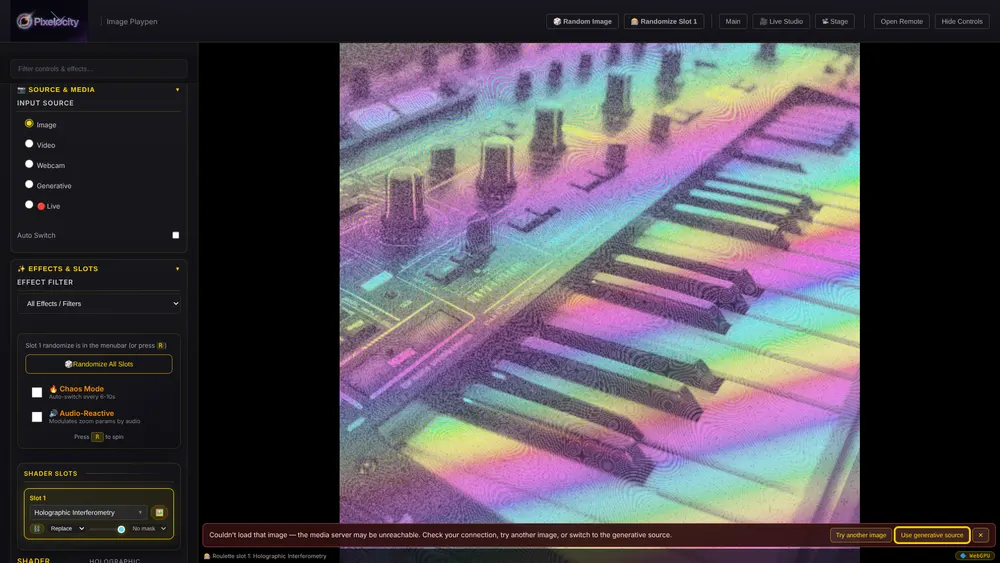 Pixelocity
Image Playpen
🎲 Random Image
🎰 Randomize Slot 1
Main
🎥 Live Studio
📽 Stage
Open Remote
Hide Controls
Filter controls & effects...
📷 SOURCE & MEDIA
INPUT SOURCE
Image
Video
Webcam
Generative
🔴 Live
Auto Switch
✨ EFFECTS & SLOTS
EFFECT FILTER
All Effects / Filters
Slot 1 randomize is in the menubar (or press R)
🎲Randomize All Slots
🔥 Chaos Mode
Auto-switch every 6-10s
🔊 Audio-Reactive
Modulates zoom params by audio
Press R to spin
SHADER SLOTS
Slot 1
Holographic Interferometry
Replace
No mask
SHADER
HOLOGRAPHIC
Couldn't load that image — the media server may be unreachable. Check your connection, try another image, or switch to the generative source.
Try another image
Use generative source
×
🎰 Roulette slot 1: Holographic Interferometry
🔷 WebGPU